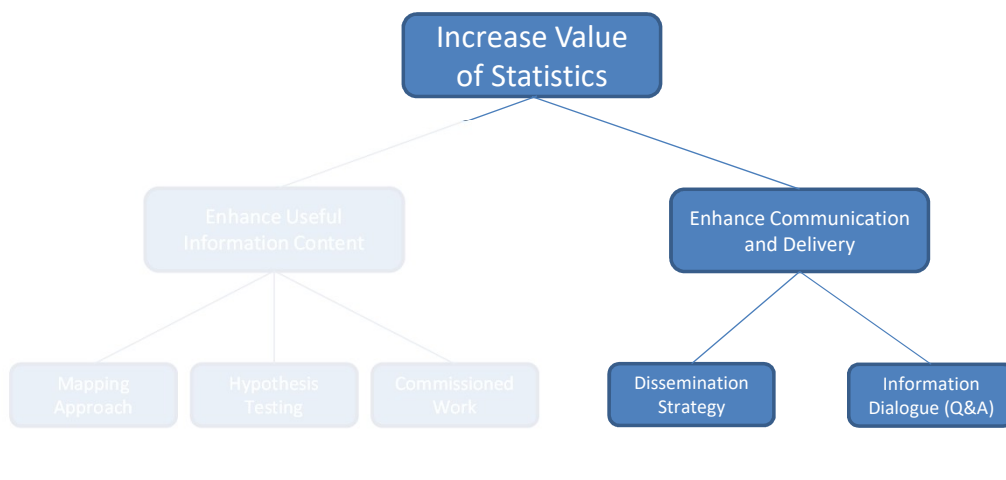 Increase Value
of Statistics
Enhance Useful
Information Content
Enhance Communication
and Delivery
Mapping
Approach
Hypothesis
Testing
Commissioned
Work
Dissemination
Strategy
Information
Dialogue (Q&A)